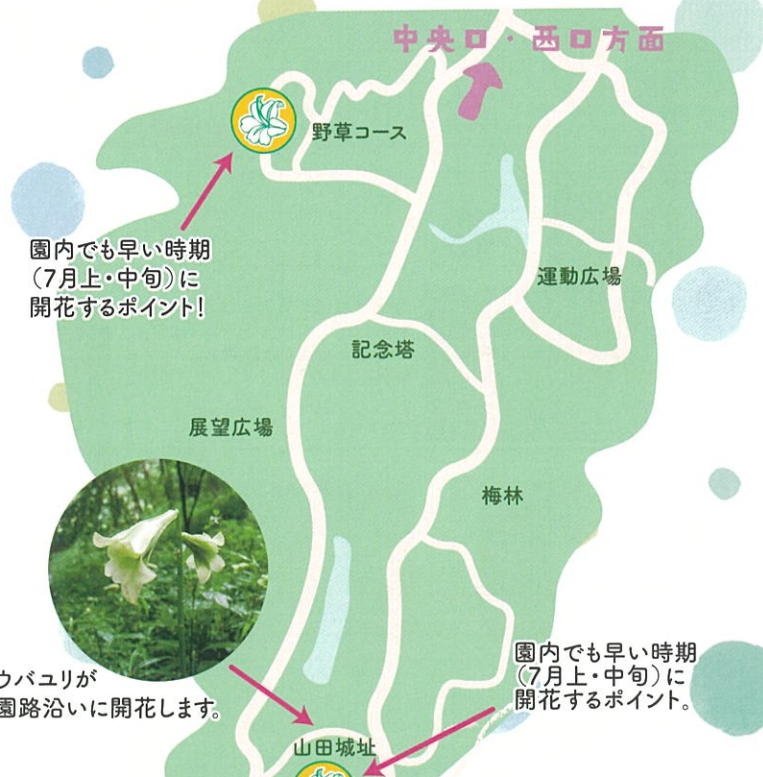 中央口・西口方面
野草コース
園内でも早い時期
（7月上・中旬）に
開花するポイント！
運動広場
記念塔
展望広場
梅林
ウバユリが
園路沿いに開花します。
園内でも早い時期
（7月上・中旬）に
開花するポイント。
山田城址